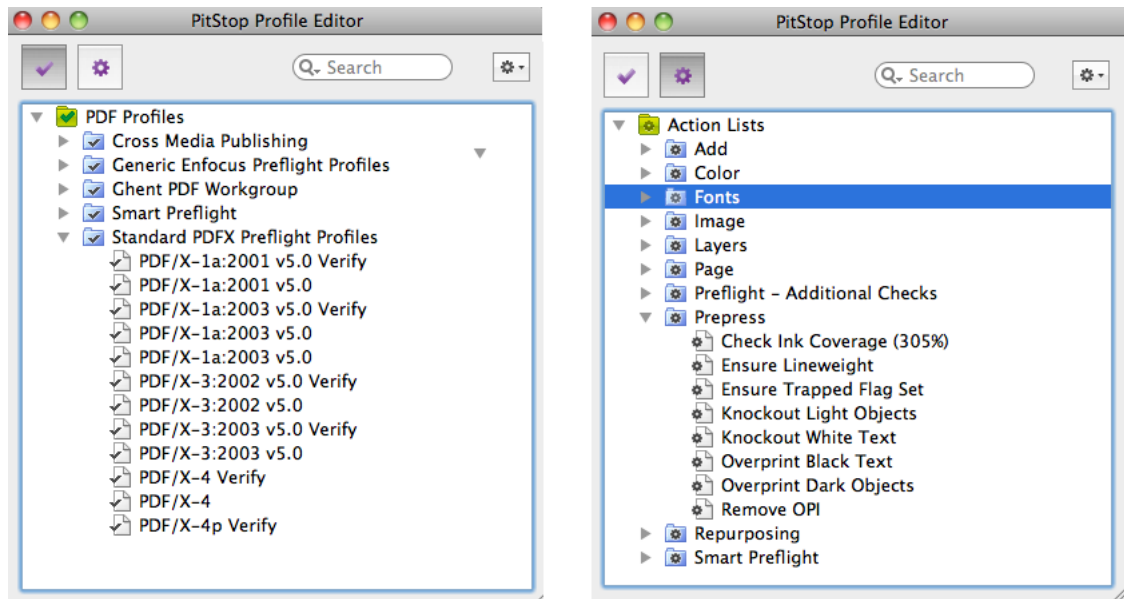 PitStop Profile Editor
Search
PDF Profiles
Cross Media Publishing
Generic Enfocus Preflight Profiles
Ghent PDF Workgroup
Smart Preflight
Standard PDFX Preflight Profiles
PDF/X-1a:2001 v5.0 Verify
PDF/X-1a:2001 v5.0
PDF/X-1a:2003 v5.0 Verify
PDF/X-1a:2003 v5.0
PDF/X-1a:2003 v5.0
PDF/X-3:2002 v5.0 Verify
PDF/X-3:2002 v5.0
PDF/X-3:2003 v5.0 Verify
PDF/X-3:2003 v5.0
PDF/X-4 Verify
PDF/X-4
PDF/X-4p Verify
PitStop Profile Editor
Search
Action Lists
Add
Color
Fonts
Image
Layers
Page
Preflight - Additional Checks
Prepress
Check Ink Coverage (305%)
Ensure Lineweight
Ensure Trapped Flag Set
Knockout Light Objects
Knockout White Text
Overprint Black Text
Overprint Dark Objects
Remove OPI
Repurposing
Smart Preflight